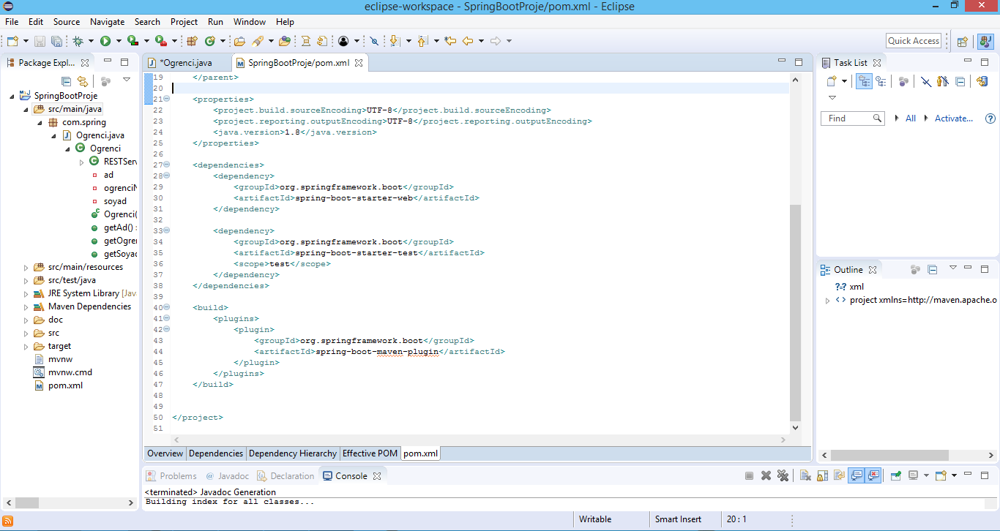 eclipse-workspace - SpringBootProje/pom.xml - Eclipse
File Edit Source Navigate Search Project Run Window Help
Quick Access
Package Expl...
SpringBootProje
src/main/java
com.spring
Ogrenci.java
Ogrenci
RESTServ
ad
ogrenciN
soyad
Ogrenci(
getAd() :
getOgrei
getSoyad
src/main/resources
src/test/java
JRE System Library [Jav
Maven Dependencies
doc
src
target
mvnw
mvnw.cmd
pom.xml
*Ogrenci.java SpringBootProje/pom.xml
19 </parent>
20
21 <properties>
22 <project.build.sourceEncoding>UTF-8</project.build.sourceEncoding>
23 <project.reporting.outputEncoding>UTF-8</project.reporting.outputEncoding>
24 <java.version>1.8</java.version>
25 </properties>
26
27 <dependencies>
28 <dependency>
29 <groupId>org.springframework.boot</groupId>
30 <artifactId>spring-boot-starter-web</artifactId>
31 </dependency>
32
33 <dependency>
34 <groupId>org.springframework.boot</groupId>
35 <artifactId>spring-boot-starter-test</artifactId>
36 <scope>test</scope>
37 </dependency>
38 </dependencies>
39
40 <build>
41 <plugins>
42 <plugin>
43 <groupId>org.springframework.boot</groupId>
44 <artifactId>spring-boot-maven-plugin</artifactId>
45 </plugin>
46 </plugins>
47 </build>
48
49
50 </project>
51
Overview Dependencies Dependency Hierarchy Effective POM pom.xml
Task List
Find All Activate...
Outline
?-? xml
<> project xmlns=http://maven.apache.o
Problems @ Javadoc Declaration Console
<terminated> Javadoc Generation
Building index for all classes...
Writable Smart Insert 20 : 1